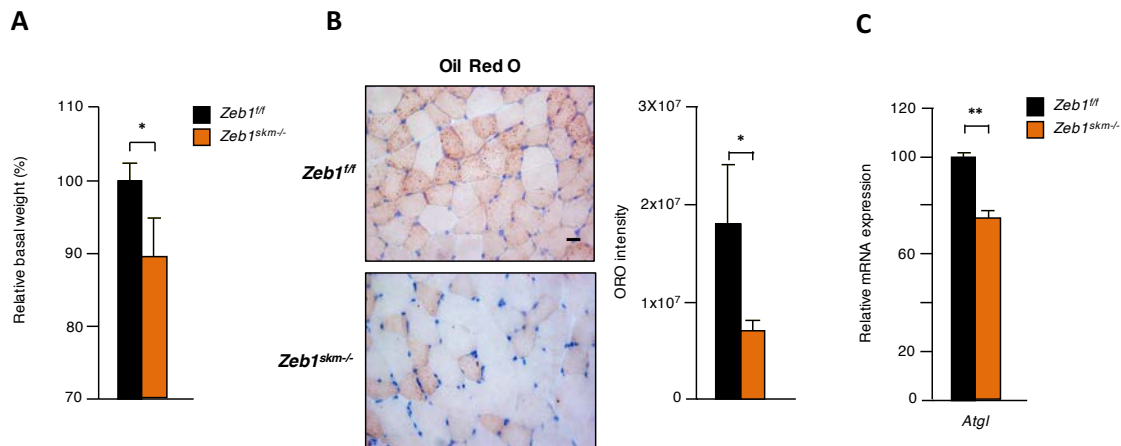 A
B
C
Relative basal weight (%)
110
100
90
80
70
*
Zeb1f/f
Zeb1skm-/-
Oil Red O
Zeb1f/f
Zeb1skm-/-
ORO intensity
3X10⁷
2X10⁷
1X10⁷
0
*
Relative mRNA expression
120
100
60
20
0
**
Atgl
Zeb1f/f
Zeb1skm-/-